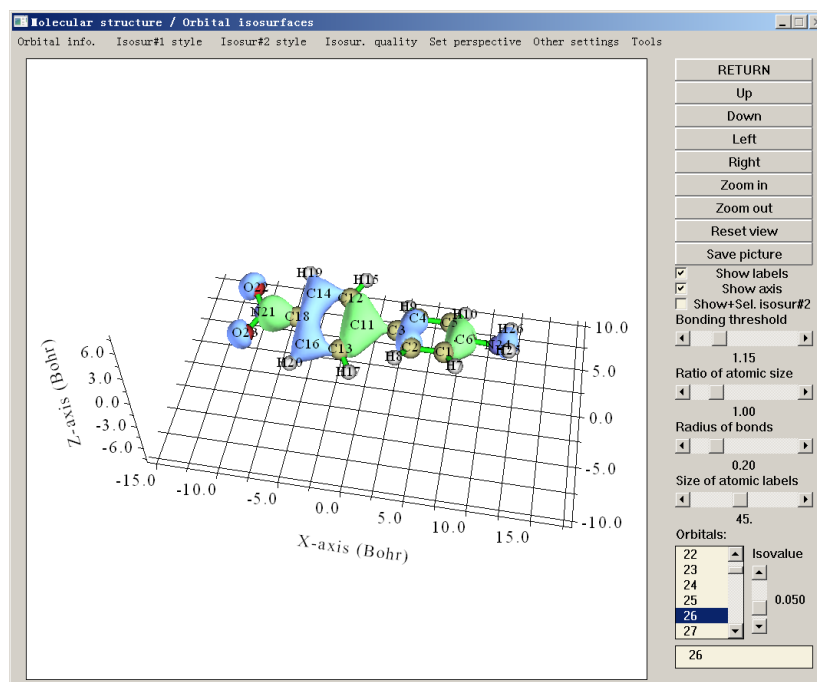 Molecular structure / Orbital isosurfaces
Orbital info. Isosur#1 style Isosur#2 style Isosur. quality Set perspective Other settings Tools
RETURN
Up
Down
Left
Right
Zoom in
Zoom out
Reset view
Save picture
Show labels
Show axis
Show+Sel. isosur#2
Bonding threshold
1.15
Ratio of atomic size
1.00
Radius of bonds
0.20
Size of atomic labels
45.
Orbitals:
22
23
24
25
26
27
Isovalue
0.050
26
H19
H15
O22
C14
C12
N21
C18
C11
H9
C4
H10
C5
C3
C6
H26
O23
C16
C13
C2
C1
H25
H20
H17
H8
H7
Z-axis (Bohr)
6.0
3.0
0.0
-3.0
-6.0
-15.0
-10.0
-5.0
0.0
5.0
10.0
15.0
X-axis (Bohr)
10.0
5.0
0.0
-5.0
-10.0